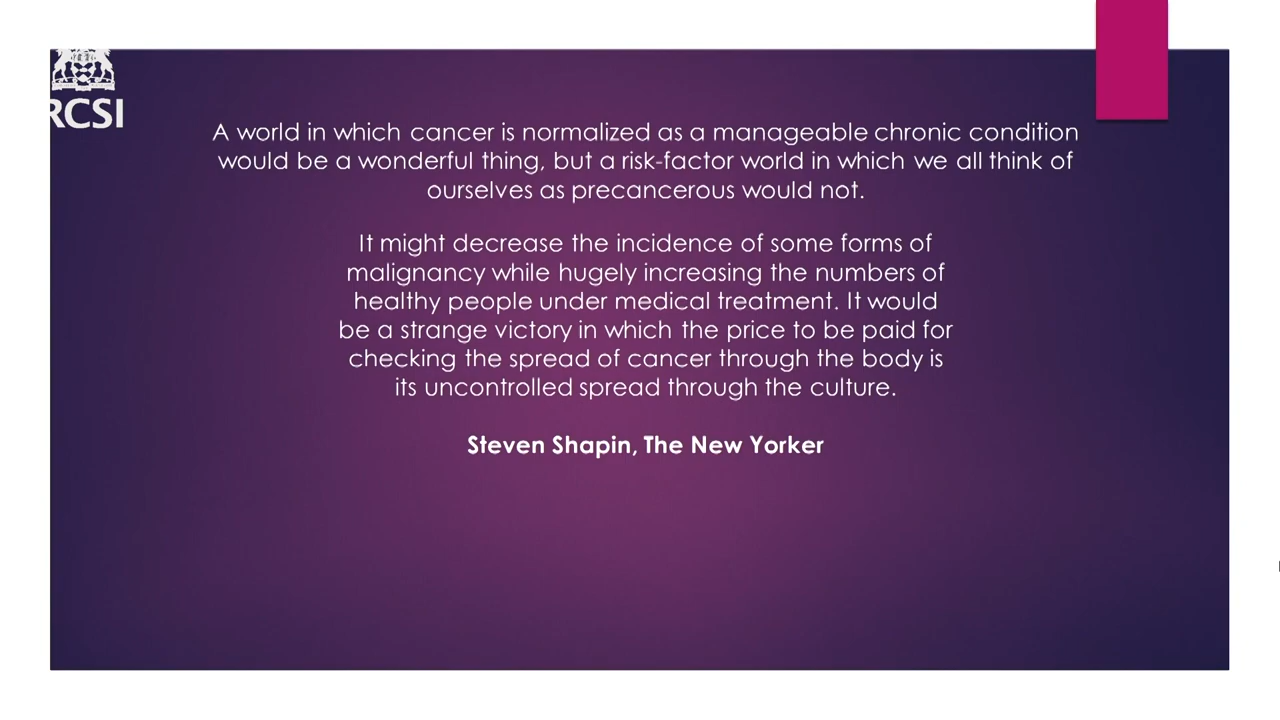 RCSI
A world in which cancer is normalized as a manageable chronic condition
would be a wonderful thing, but a risk-factor world in which we all think of
ourselves as precancerous would not.
It might decrease the incidence of some forms of
malignancy while hugely increasing the numbers of
healthy people under medical treatment. It would
be a strange victory in which the price to be paid for
checking the spread of cancer through the body is
its uncontrolled spread through the culture.
Steven Shapin, The New Yorker